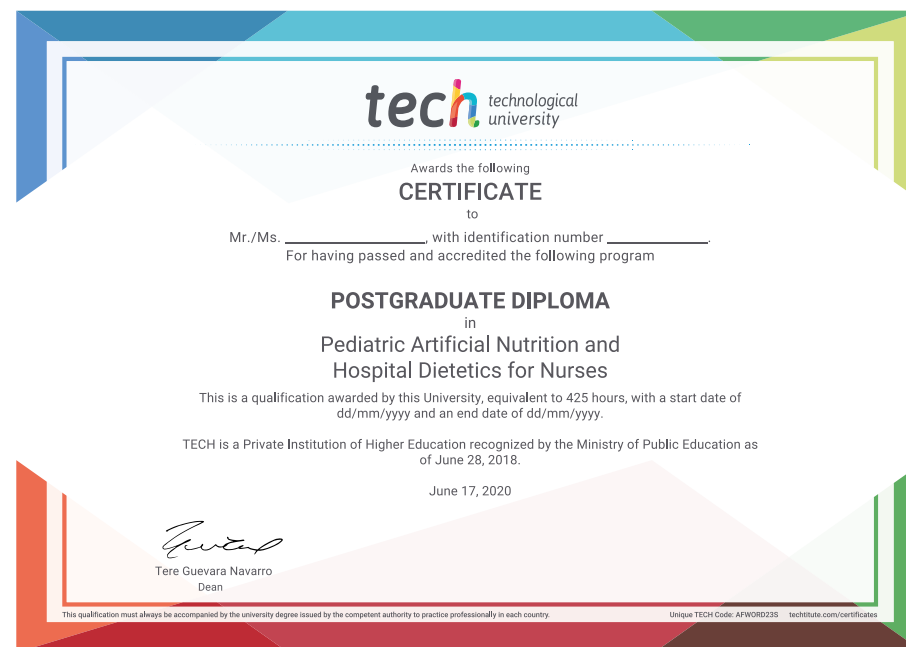 tech technological
university
Awards the following
CERTIFICATE
to
Mr./Ms. ____________________, with identification number ______________.
For having passed and accredited the following program
POSTGRADUATE DIPLOMA
in
Pediatric Artificial Nutrition and
Hospital Dietetics for Nurses
This is a qualification awarded by this University, equivalent to 425 hours, with a start date of
dd/mm/yyyy and an end date of dd/mm/yyyy.
TECH is a Private Institution of Higher Education recognized by the Ministry of Public Education as
of June 28, 2018.
June 17, 2020
Tere Guevara Navarro
Dean
This qualification must always be accompanied by the university degree issued by the competent authority to practice professionally in each country. Unique TECH Code: AFWORD23S techtitute.com/certificates